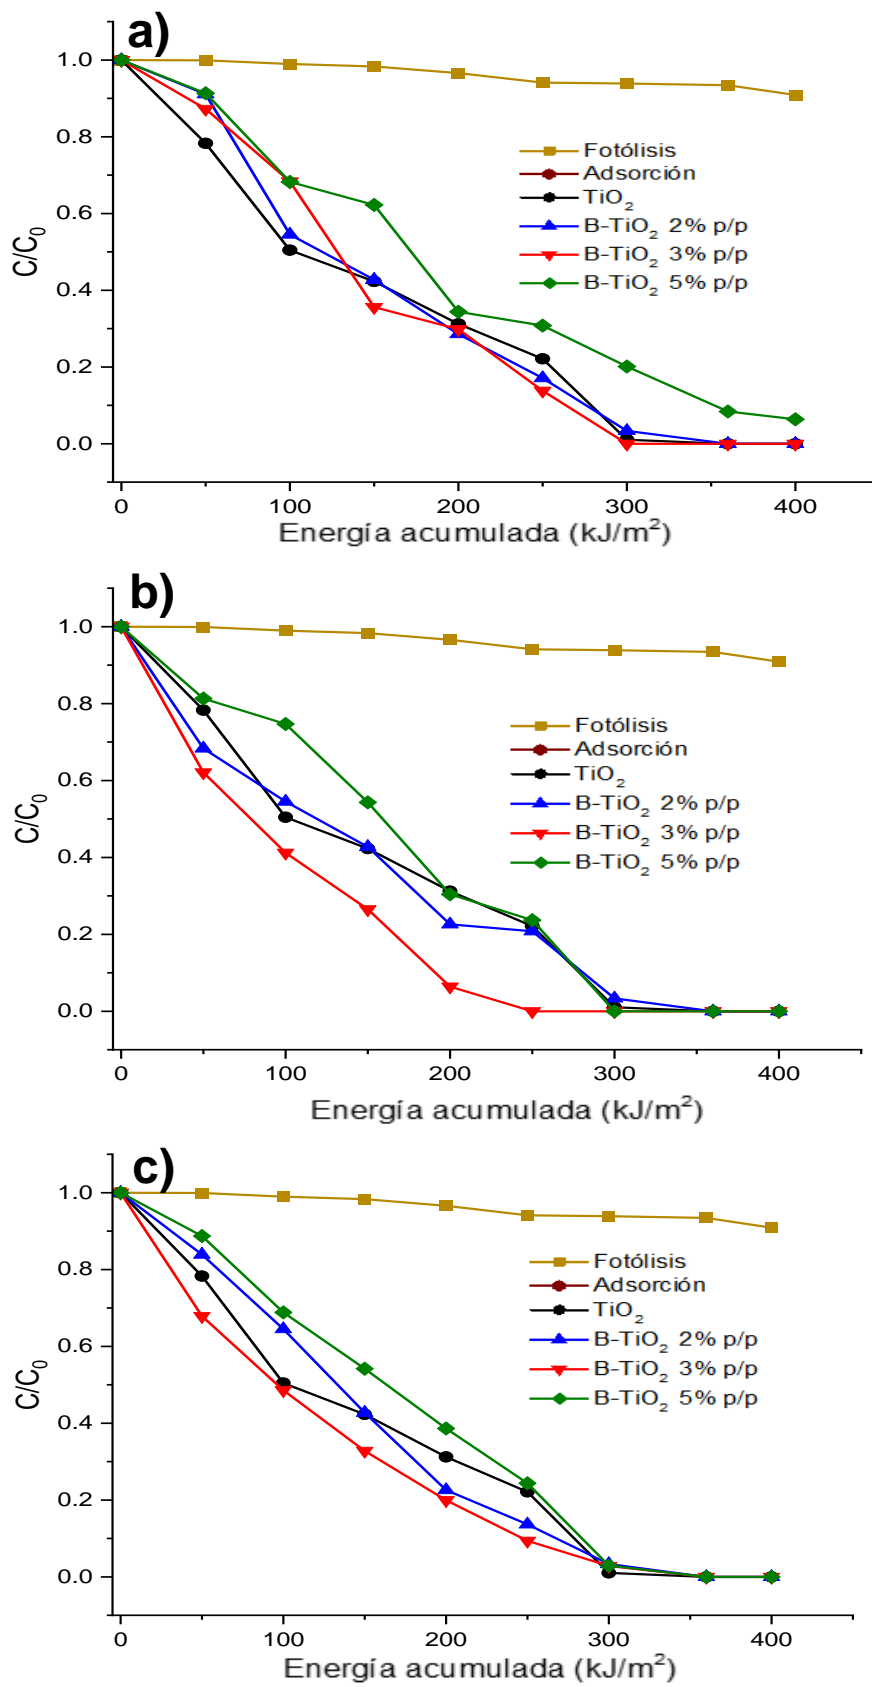 a)
1.0
0.8
0.6
0.4
0.2
0.0
C/C0
Fotólisis
Adsorción
TiO2
B-TiO2 2% p/p
B-TiO2 3% p/p
B-TiO2 5% p/p
0 100 200 300 400
Energía acumulada (kJ/m²)
b)
1.0
0.8
0.6
0.4
0.2
0.0
C/C0
Fotólisis
Adsorción
TiO2
B-TiO2 2% p/p
B-TiO2 3% p/p
B-TiO2 5% p/p
0 100 200 300 400
Energía acumulada (kJ/m²)
c)
1.0
0.8
0.6
0.4
0.2
0.0
C/C0
Fotólisis
Adsorción
TiO2
B-TiO2 2% p/p
B-TiO2 3% p/p
B-TiO2 5% p/p
0 100 200 300 400
Energía acumulada (kJ/m²)